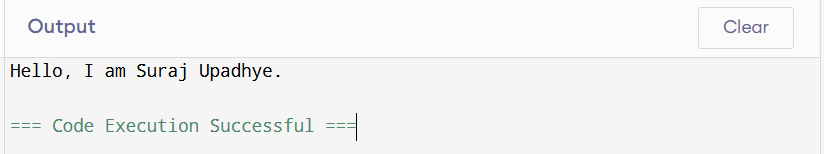 Output
Clear
Hello, I am Suraj Upadhye.
=== Code Execution Successful ===